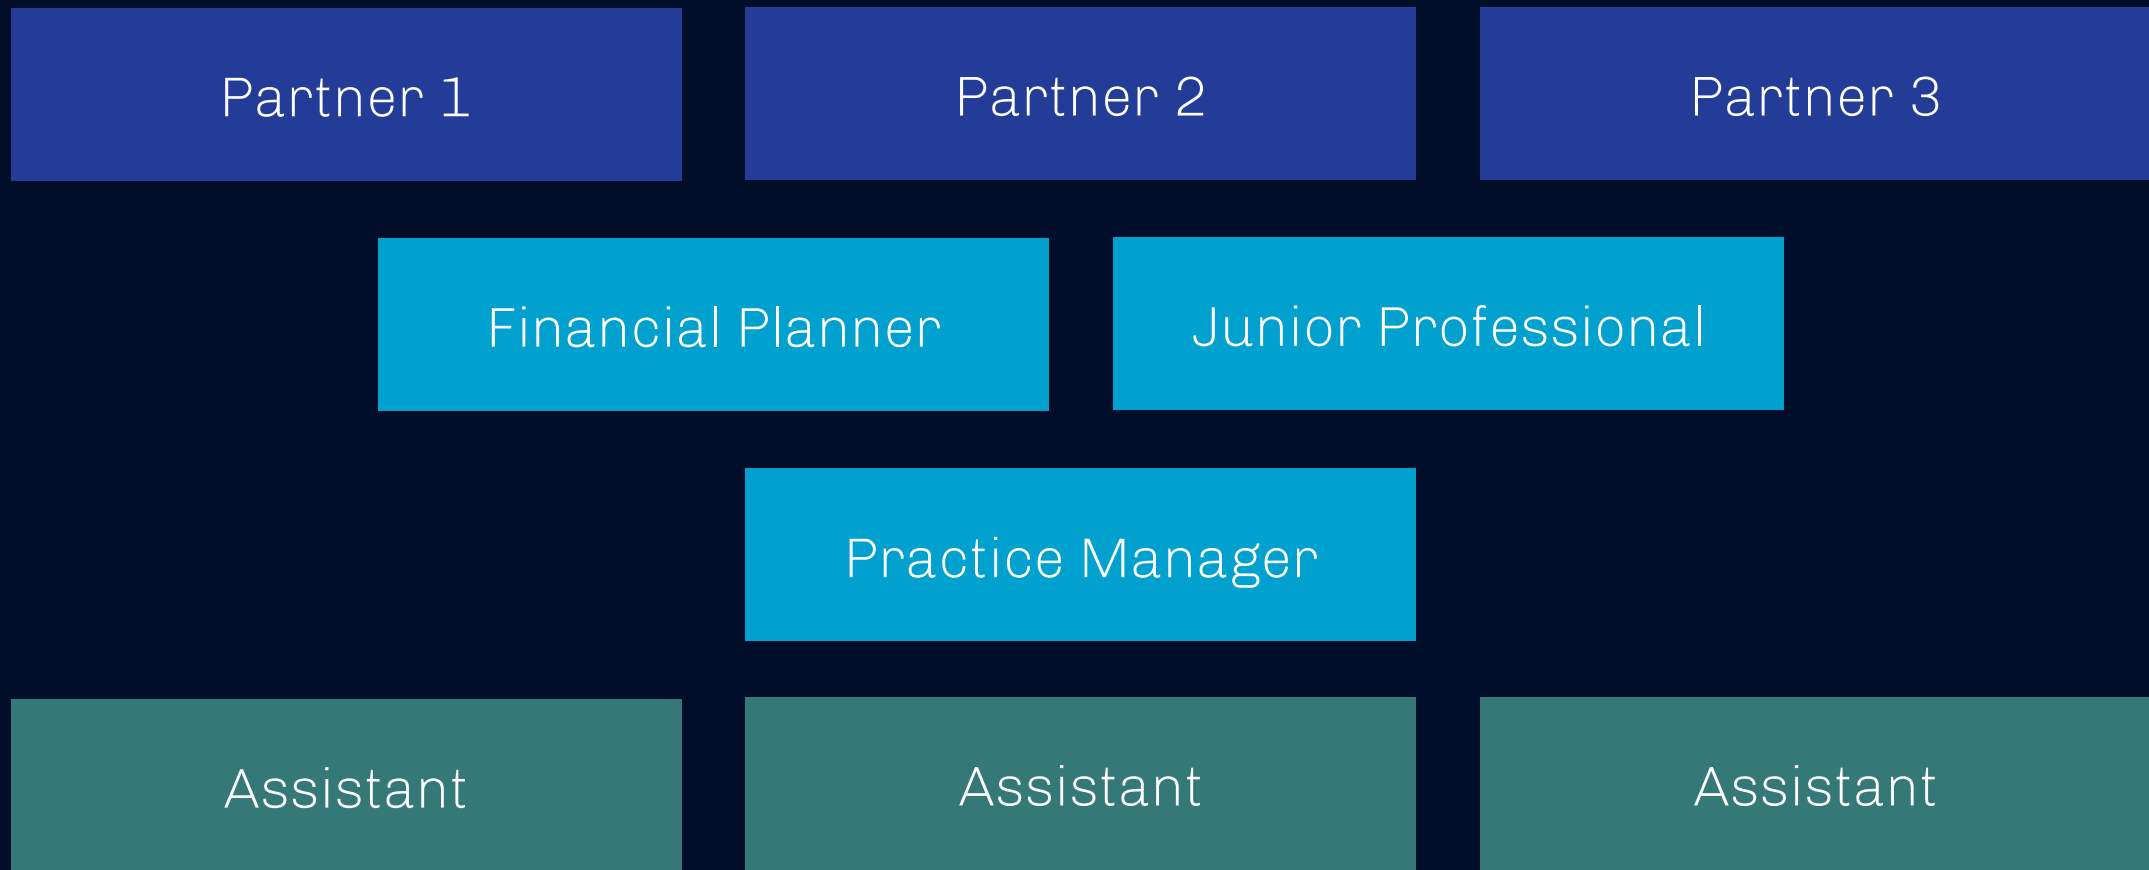 Partner 1
Partner 2
Partner 3
Financial Planner
Junior Professional
Practice Manager
Assistant
Assistant
Assistant